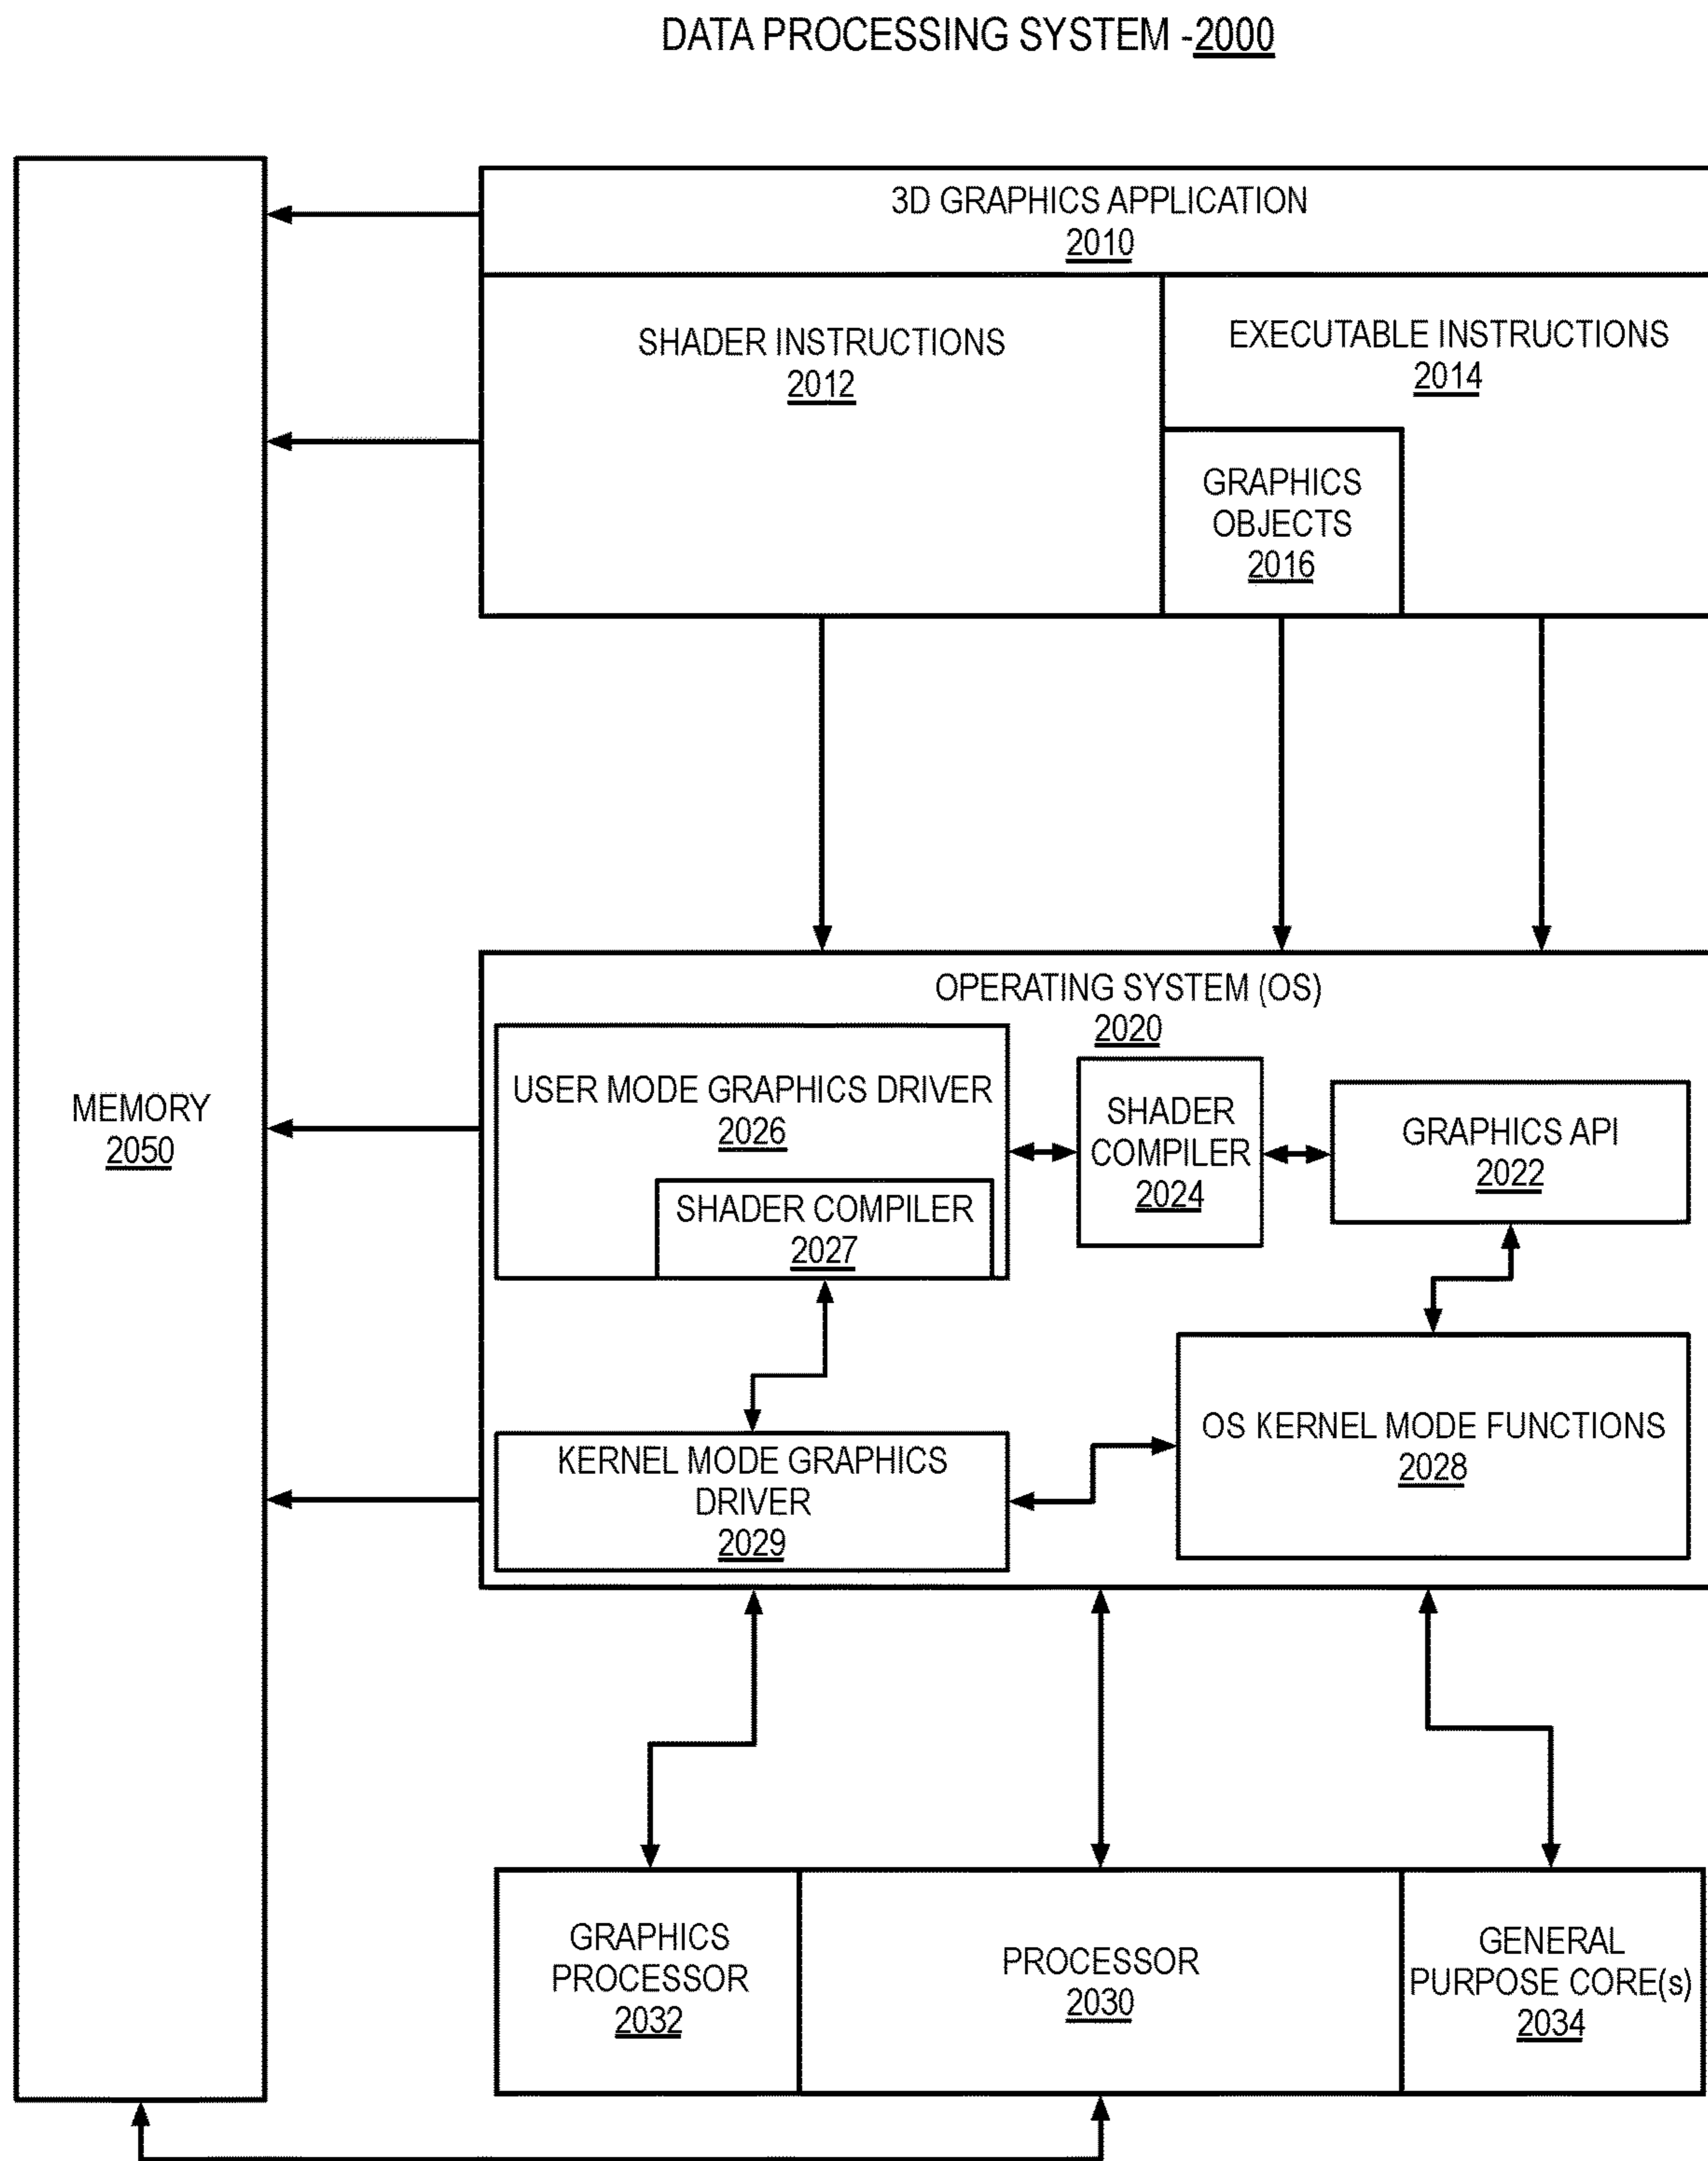 DATA PROCESSING SYSTEM -2000
3D GRAPHICS APPLICATION
2010
SHADER INSTRUCTIONS
2012
EXECUTABLE INSTRUCTIONS
2014
GRAPHICS
OBJECTS
2016
OPERATING SYSTEM (OS)
2020
USER MODE GRAPHICS DRIVER
2026
SHADER COMPILER
2027
SHADER
COMPILER
2024
GRAPHICS API
2022
MEMORY
2050
KERNEL MODE GRAPHICS
DRIVER
2029
OS KERNEL MODE FUNCTIONS
2028
GRAPHICS
PROCESSOR
2032
PROCESSOR
2030
GENERAL
PURPOSE CORE(s)
2034